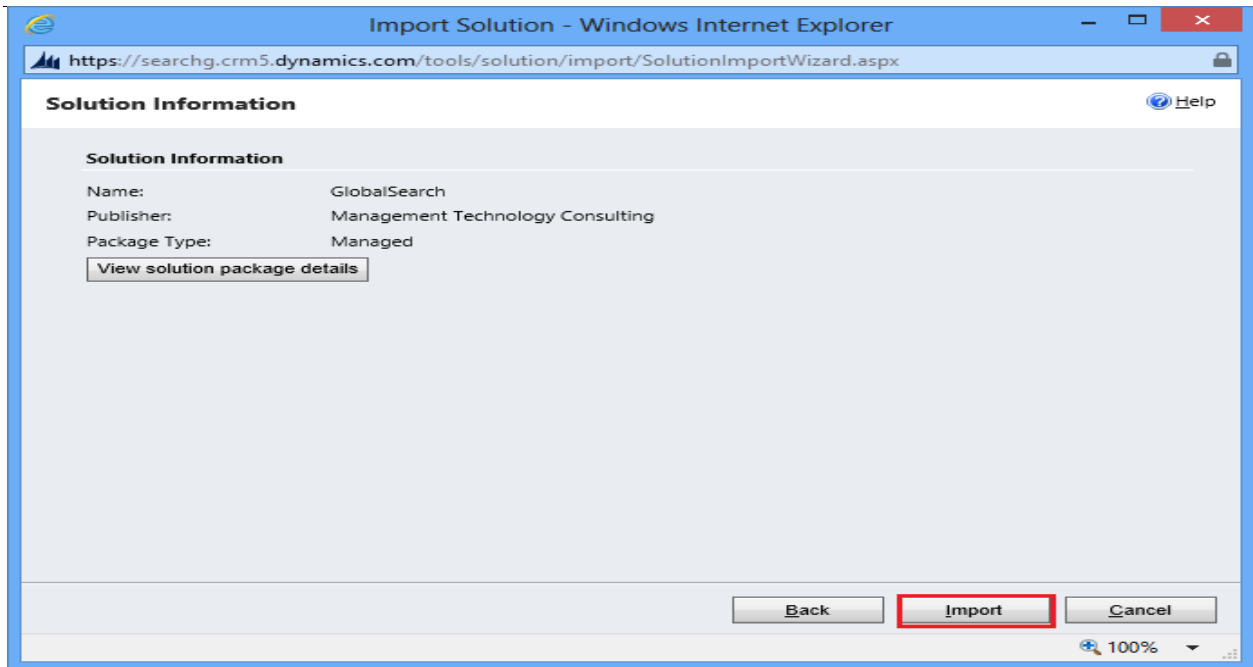 Import Solution - Windows Internet Explorer
https://searchg.crm5.dynamics.com/tools/solution/import/SolutionImportWizard.aspx
Solution Information
Help
Solution Information
Name: GlobalSearch
Publisher: Management Technology Consulting
Package Type: Managed
View solution package details
Back Import Cancel
100%